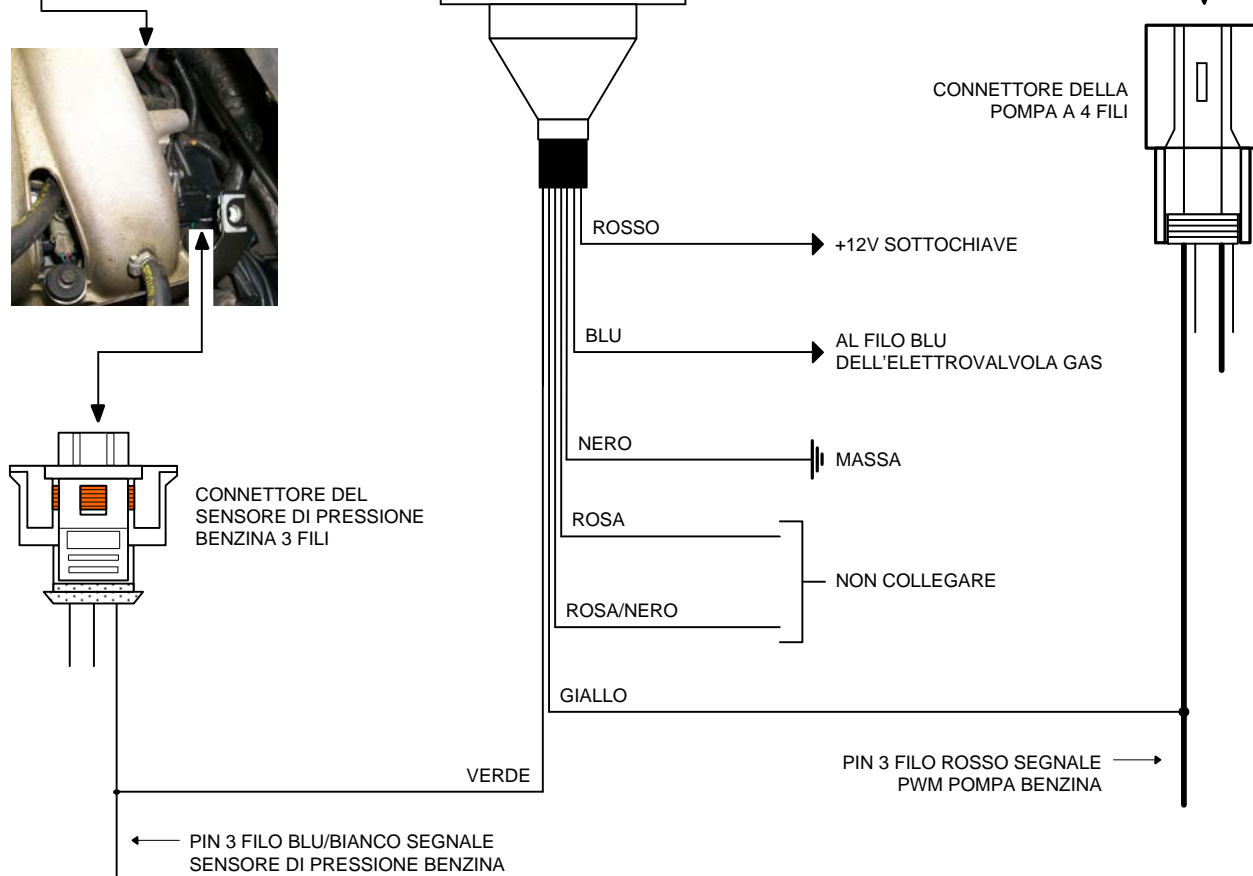 CONNETTORE DELLA
POMPA A 4 FILI
ROSSO
+12V SOTTOCHIAVE
BLU
AL FILO BLU
DELL'ELETTROVALVOLA GAS
NERO
MASSA
CONNETTORE DEL
SENSORE DI PRESSIONE
BENZINA 3 FILI
ROSA
NON COLLEGARE
ROSA/NERO
GIALLO
VERDE
PIN 3 FILO ROSSO SEGNALE
PWM POMPA BENZINA
PIN 3 FILO BLU/BIANCO SEGNALE
SENSORE DI PRESSIONE BENZINA